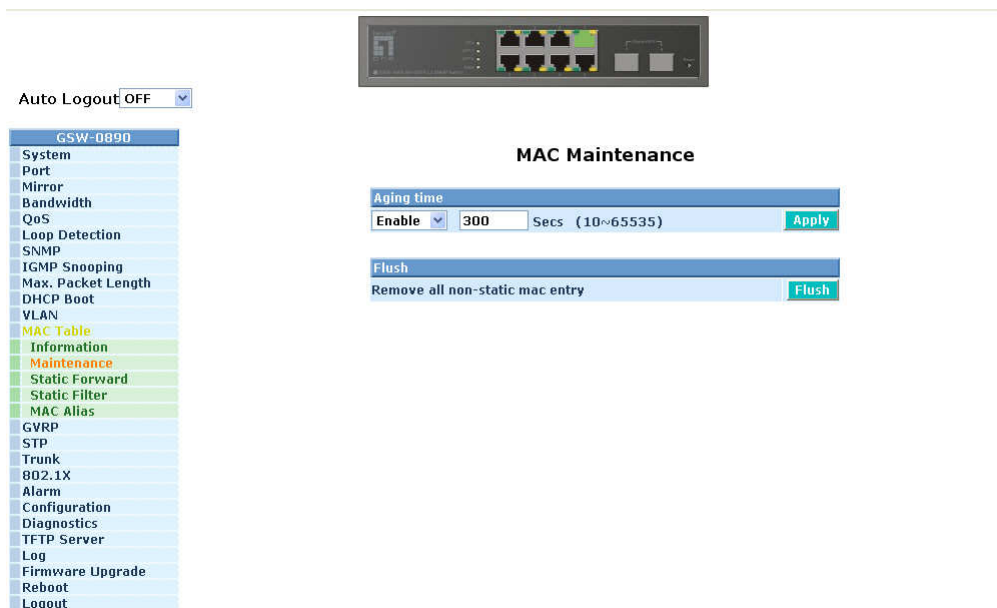 Auto Logout OFF
GSW-0890
System
Port
Mirror
Bandwidth
QoS
Loop Detection
SNMP
IGMP Snooping
Max. Packet Length
DHCP Boot
VLAN
MAC Table
Information
Maintenance
Static Forward
Static Filter
MAC Alias
GVRP
STP
Trunk
802.1X
Alarm
Configuration
Diagnostics
TFTP Server
Log
Firmware Upgrade
Reboot
Logout
MAC Maintenance
Aging time
Enable 300 Secs (10~65535) Apply
Flush
Remove all non-static mac entry Flush